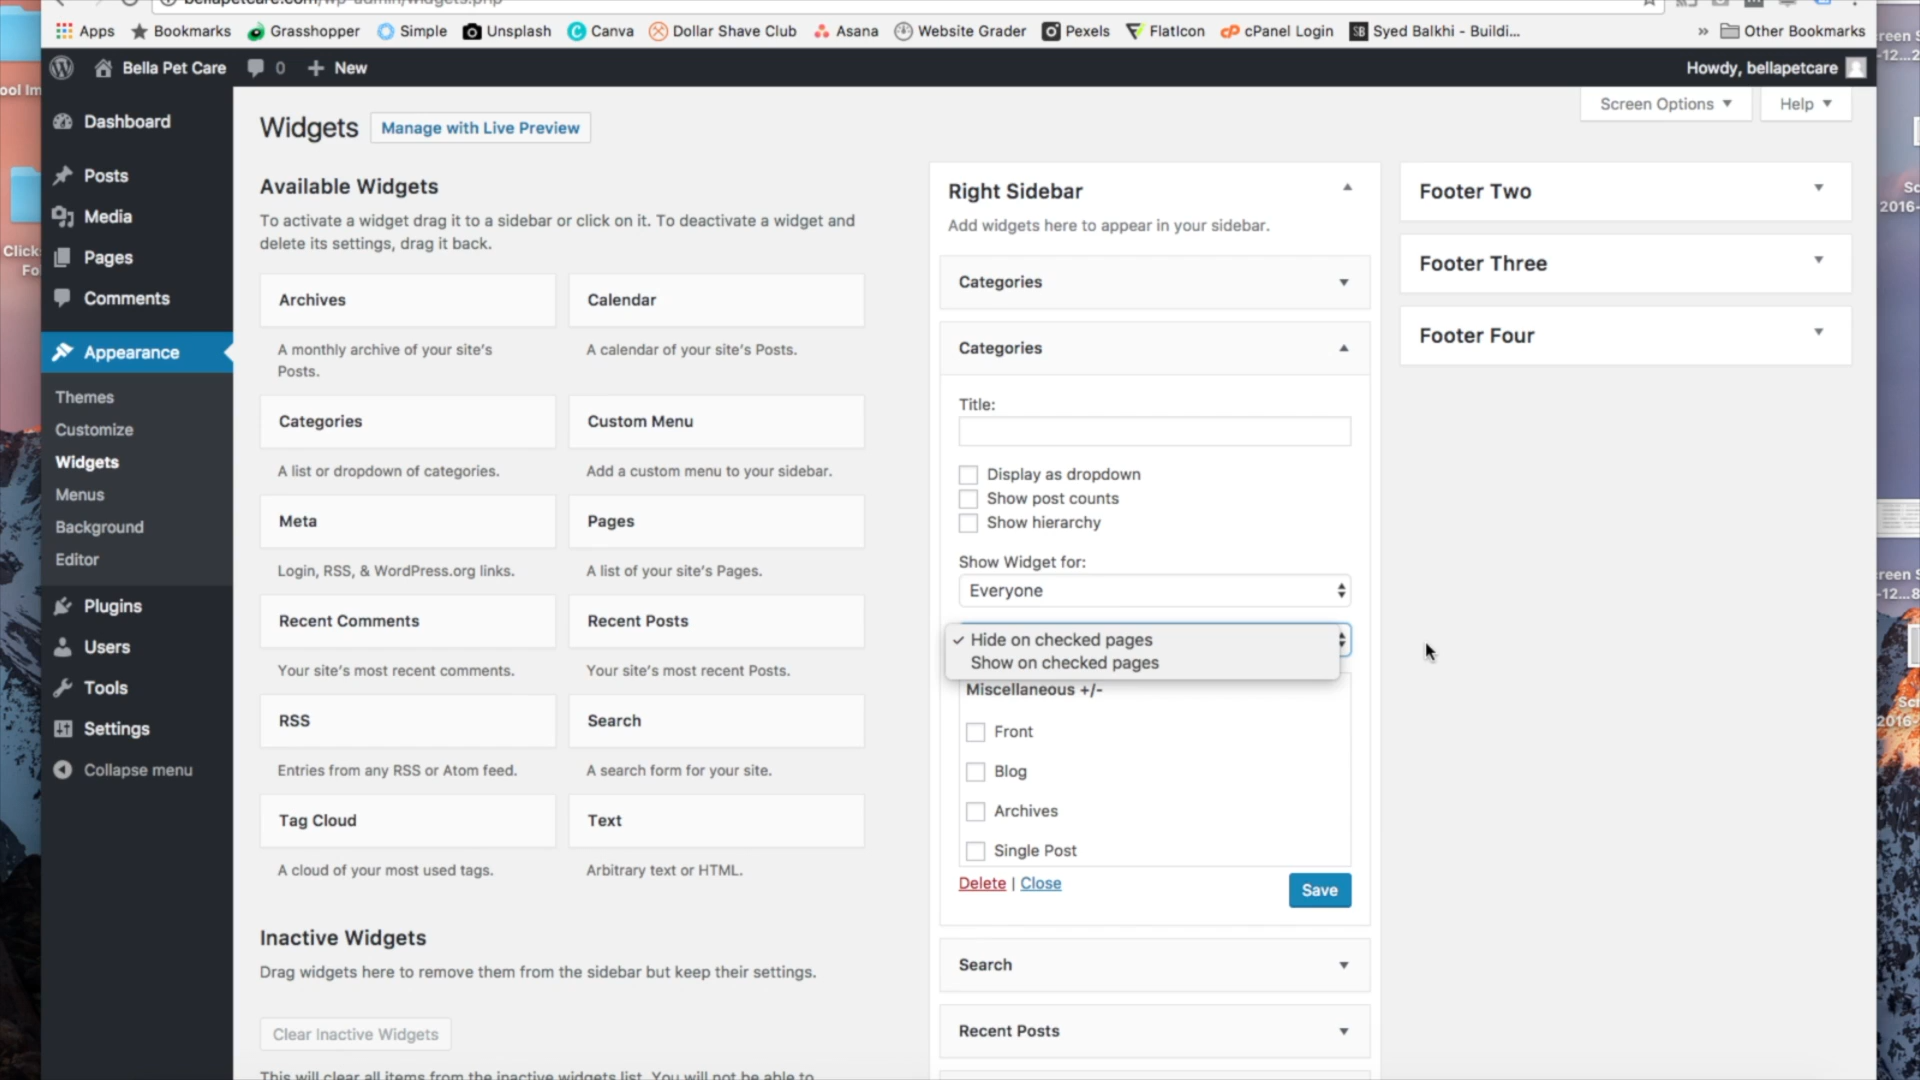 bellapetcare.com/wp-admin/widgets.php
Apps
Bookmarks
Grasshopper
Simple
Unsplash
Canva
Dollar Shave Club
Asana
Website Grader
Pexels
FlatIcon
cPanel Login
SB
Syed Balkhi - Buildi...
»
Other Bookmarks
Bella Pet Care
0
+ New
Howdy, bellapetcare
Dashboard
Posts
Media
Pages
Comments
Appearance
Themes
Customize
Widgets
Menus
Background
Editor
Plugins
Users
Tools
Settings
Collapse menu
Screen Options
Help
Widgets
Manage with Live Preview
Available Widgets
To activate a widget drag it to a sidebar or click on it. To deactivate a widget and
delete its settings, drag it back.
Archives
A monthly archive of your site's
Posts.
Calendar
A calendar of your site's Posts.
Categories
A list or dropdown of categories.
Custom Menu
Add a custom menu to your sidebar.
Meta
Login, RSS, & WordPress.org links.
Pages
A list of your site's Pages.
Recent Comments
Your site's most recent comments.
Recent Posts
Your site's most recent Posts.
RSS
Entries from any RSS or Atom feed.
Search
A search form for your site.
Tag Cloud
A cloud of your most used tags.
Text
Arbitrary text or HTML.
Inactive Widgets
Drag widgets here to remove them from the sidebar but keep their settings.
Clear Inactive Widgets
This will clear all items from the inactive widgets list. You will not be able to
Right Sidebar
Add widgets here to appear in your sidebar.
Categories
Categories
Title:
Display as dropdown
Show post counts
Show hierarchy
Show Widget for:
Everyone
✓ Hide on checked pages
Show on checked pages
Miscellaneous +/-
Front
Blog
Archives
Single Post
Delete | Close
Save
Search
Recent Posts
Footer Two
Footer Three
Footer Four